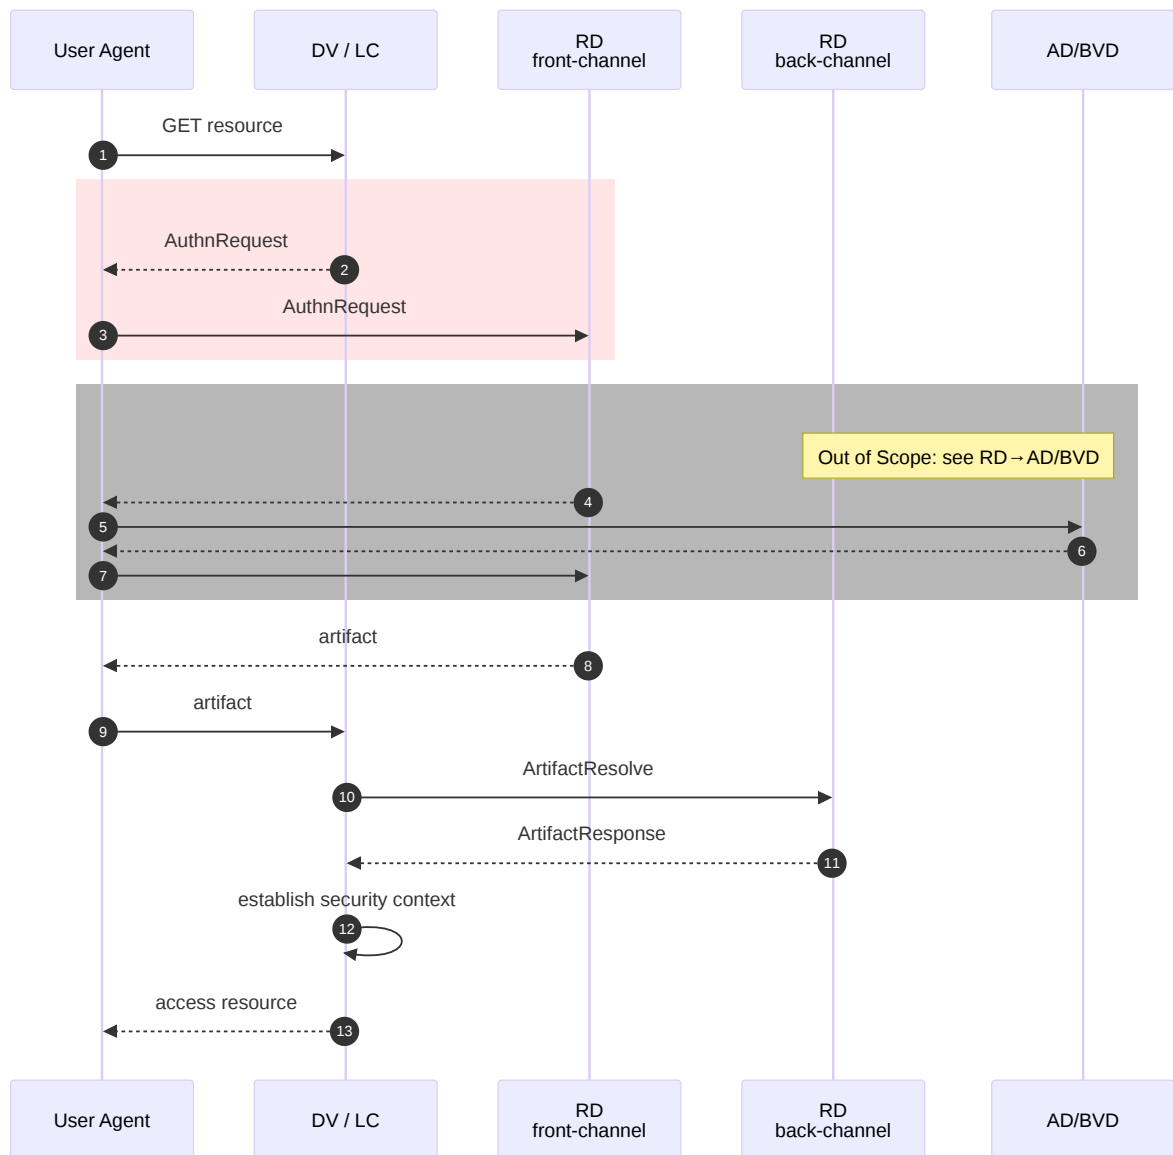 User Agent
DV / LC
RD
front-channel
RD
back-channel
AD/BVD
GET resource
1
AuthnRequest
2
AuthnRequest
3
Out of Scope: see RD→AD/BVD
4
5
6
7
artifact
8
artifact
9
ArtifactResolve
10
ArtifactResponse
11
establish security context
12
access resource
13
User Agent
DV / LC
RD
front-channel
RD
back-channel
AD/BVD